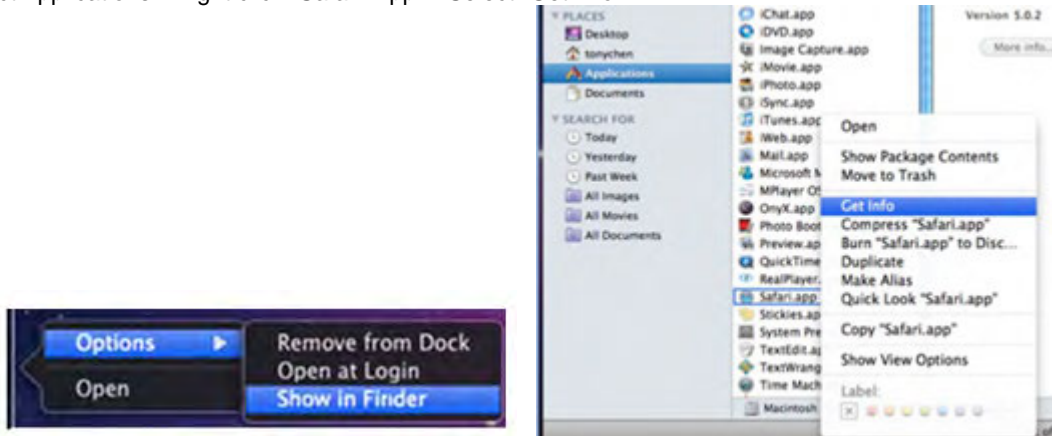 Options
Open
Remove from Dock
Open at Login
Show in Finder
PLACES
Desktop
tonychen
Applications
Documents
SEARCH FOR
Today
Yesterday
Past Week
All Images
All Movies
All Documents
iChat.app
iDVD.app
Image Capture.app
iMovie.app
iPhoto.app
iSync.app
iTunes.app
iWeb.app
Mail.app
Microsoft M
MPlayer OS
OnyX.app
Photo Boot
Preview.ap
QuickTime
RealPlayer.
Safari.app
Stickies.ap
System Pre
TextEdit.ap
TextWrang
Time Mach
Macintosh
Version 5.0.2
More info...
Open
Show Package Contents
Move to Trash
Get Info
Compress "Safari.app"
Burn "Safari.app" to Disc...
Duplicate
Make Alias
Quick Look "Safari.app"
Copy "Safari.app"
Show View Options
Label: